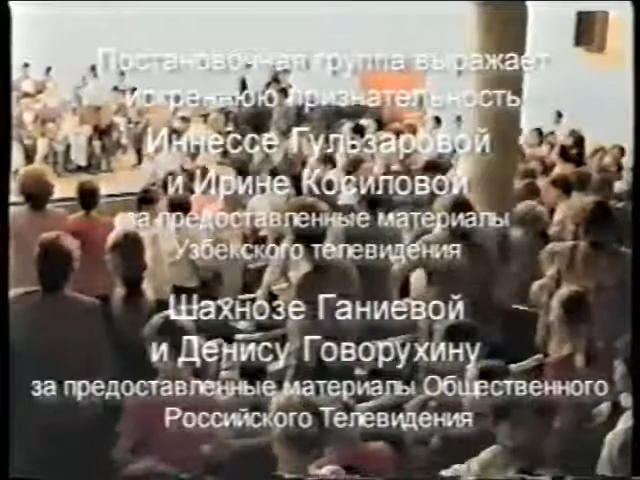 Постановочная группа выражает
искреннюю признательность
Иннессе Гульзаровой
и Ирине Косиловой
за предоставленные материалы
Узбекского телевидения
Шахнозе Ганиевой
и Денису Говорухину
за предоставленные материалы Общественного
Российского Телевидения